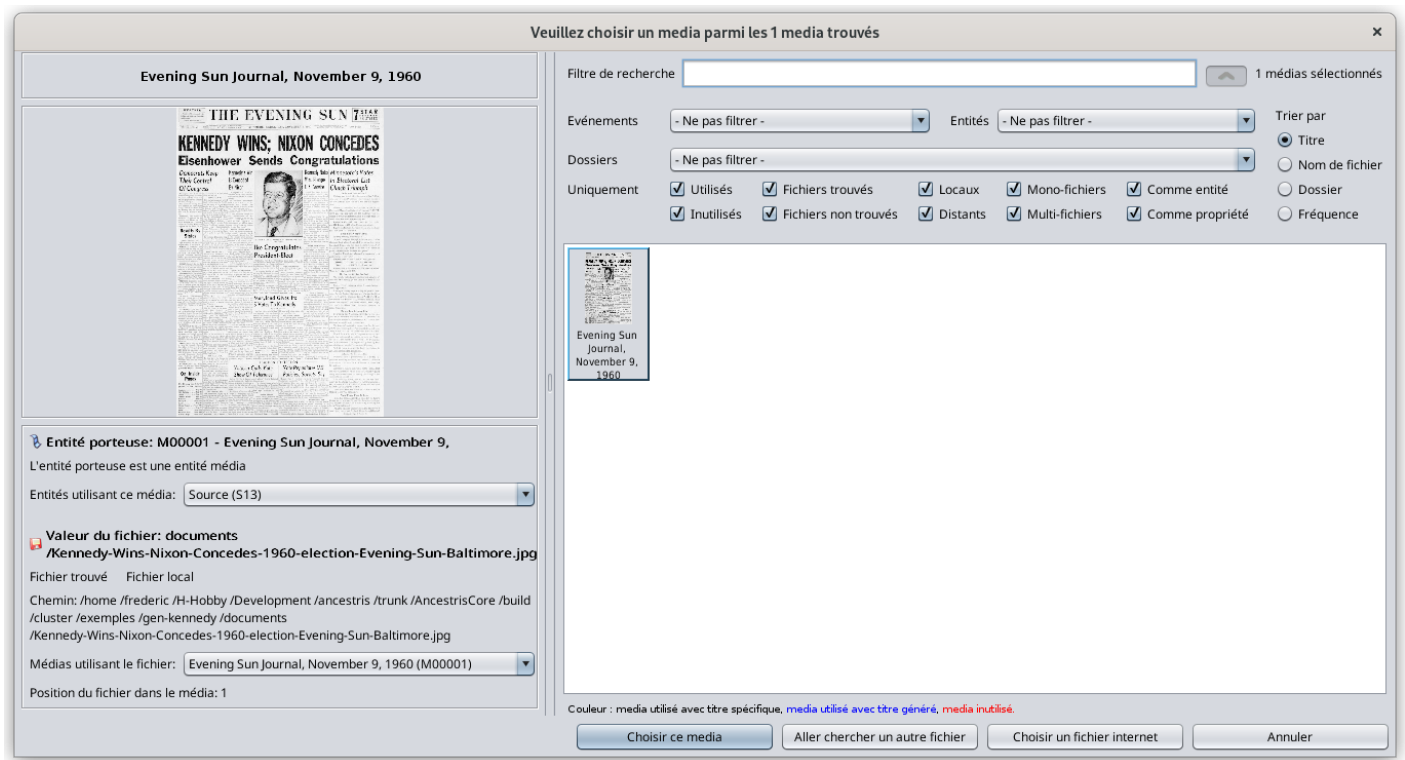 Veuillez choisir un media parmi les 1 media trouvés
×
Evening Sun Journal, November 9, 1960
THE EVENING SUN 7
KENNEDY WINS; NIXON CONCEDES
Eisenhower Sends Congratulations
Democrats Keep
Their Control
Of Congress
President-Elect
Entité porteuse: M00001 - Evening Sun Journal, November 9,
L'entité porteuse est une entité média
Entités utilisant ce média: Source (S13)
Valeur du fichier: documents
/Kennedy-Wins-Nixon-Concedes-1960-election-Evening-Sun-Baltimore.jpg
Fichier trouvé Fichier local
Chemin: /home /frederic /H-Hobby /Development /ancestris /trunk /AncestrisCore /build
/cluster /exemples /gen-kennedy /documents
/Kennedy-Wins-Nixon-Concedes-1960-election-Evening-Sun-Baltimore.jpg
Médias utilisant le fichier: Evening Sun Journal, November 9, 1960 (M00001)
Position du fichier dans le média: 1
Filtre de recherche
1 médias sélectionnés
Evénements - Ne pas filtrer - Entités - Ne pas filtrer -
Dossiers - Ne pas filtrer -
Uniquement Utilisés Fichiers trouvés Locaux Mono-fichiers Comme entité
Inutilisés Fichiers non trouvés Distants Multi-fichiers Comme propriété
Trier par
Titre
Nom de fichier
Dossier
Fréquence
Evening Sun
Journal,
November 9,
1960
Couleur : media utilisé avec titre spécifique, media utilisé avec titre généré, media inutilisé.
Choisir ce media Aller chercher un autre fichier Choisir un fichier internet Annuler